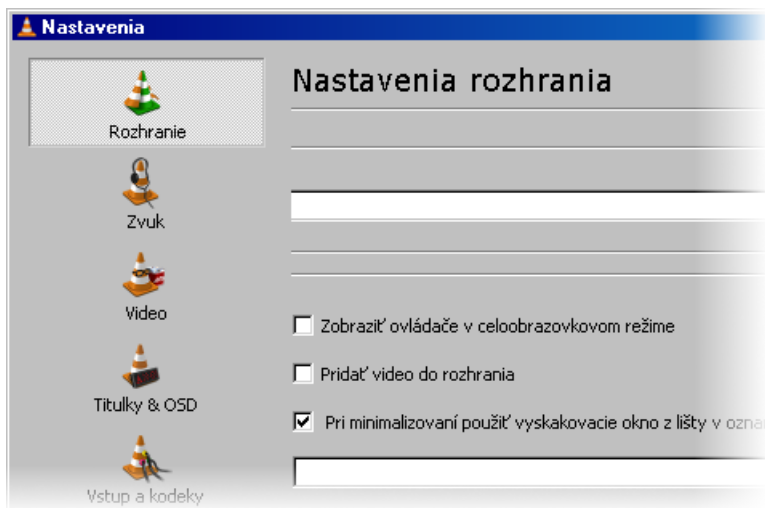 Nastavenia
Nastavenia rozhrania
Rozhranie
Zvuk
Video
Titulky & OSD
Vstup a kodeky
Zobraziť ovládače v celoobrazovkovom režime
Pridať video do rozhrania
Pri minimalizovaní použiť vyskakovacie okno z lišty v